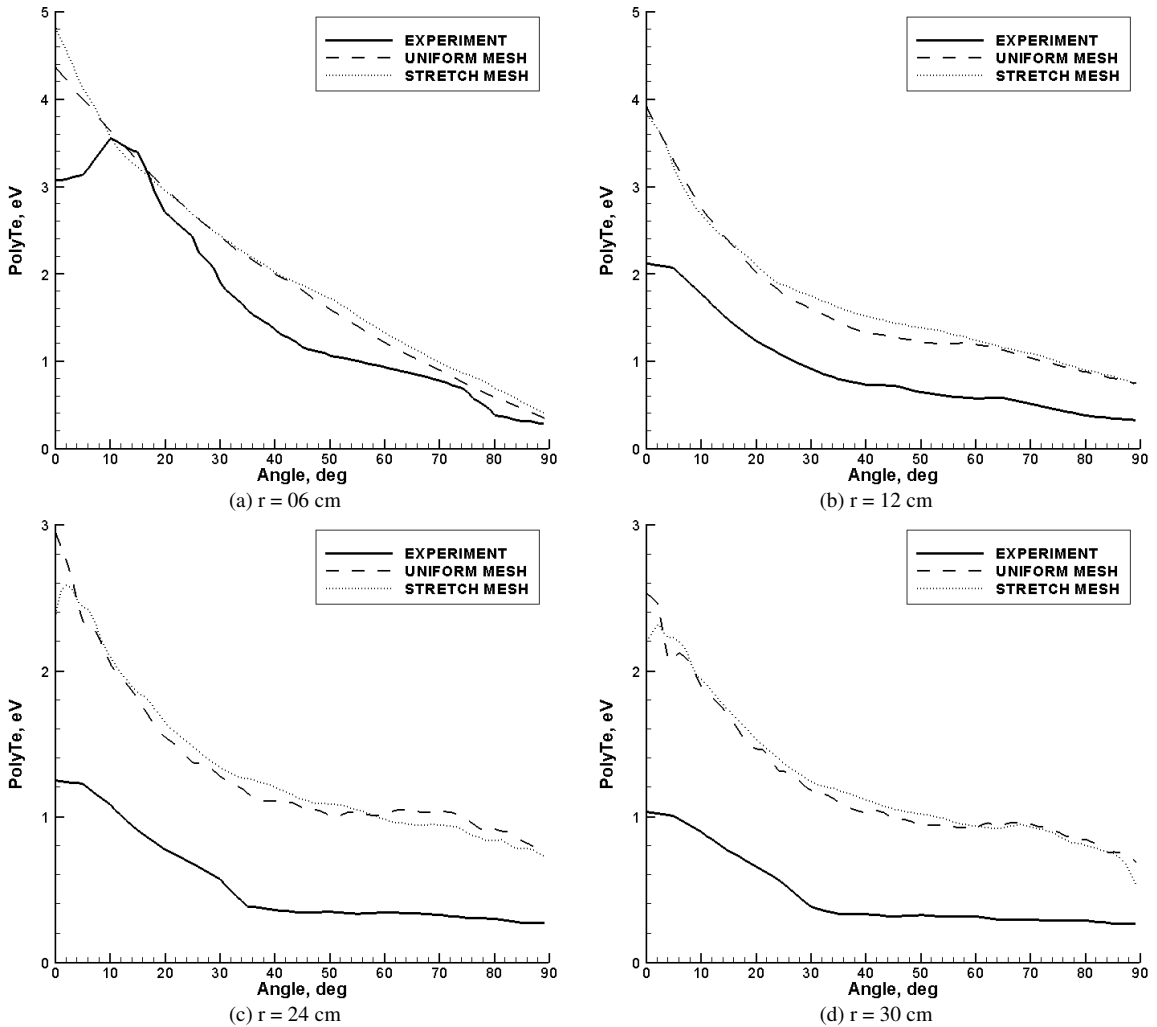 5
4
3
2
1
0
PolyTe, eV
EXPERIMENT
UNIFORM MESH
STRETCH MESH
0 10 20 30 40 50 60 70 80 90
Angle, deg
(a) r = 06 cm
5
4
3
2
1
0
PolyTe, eV
EXPERIMENT
UNIFORM MESH
STRETCH MESH
0 10 20 30 40 50 60 70 80 90
Angle, deg
(b) r = 12 cm
3
2
1
0
PolyTe, eV
EXPERIMENT
UNIFORM MESH
STRETCH MESH
0 10 20 30 40 50 60 70 80 90
Angle, deg
(c) r = 24 cm
3
2
1
0
PolyTe, eV
EXPERIMENT
UNIFORM MESH
STRETCH MESH
0 10 20 30 40 50 60 70 80 90
Angle, deg
(d) r = 30 cm